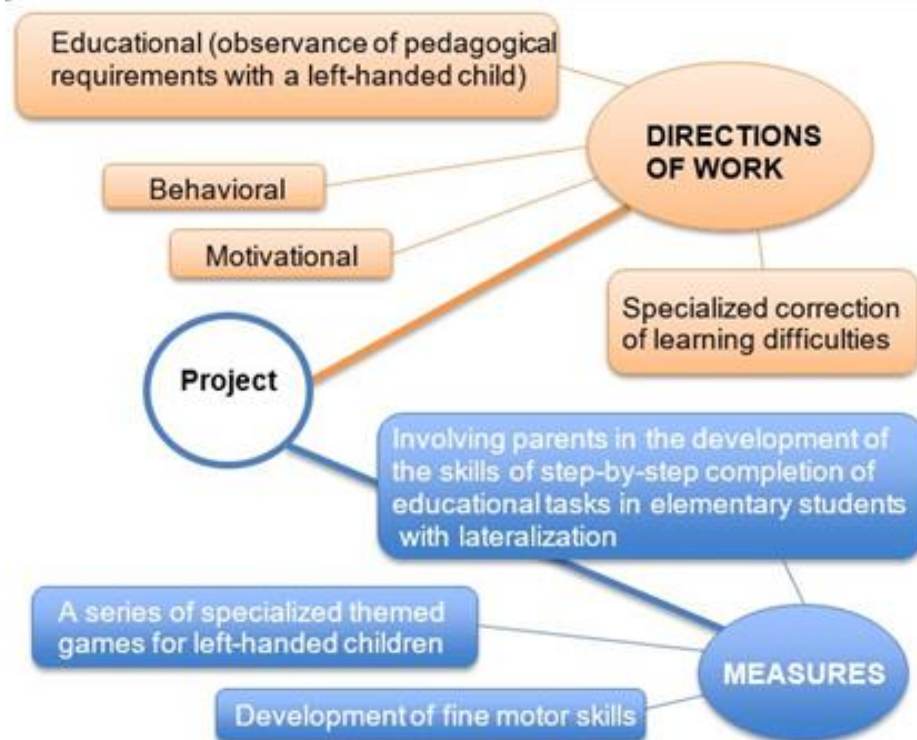 Educational (observance of pedagogical
requirements with a left-handed child)
DIRECTIONS
OF WORK
Behavioral
Motivational
Specialized correction
of learning difficulties
Project
Involving parents in the development of
the skills of step-by-step completion of
educational tasks in elementary students
with lateralization
A series of specialized themed
games for left-handed children
MEASURES
Development of fine motor skills